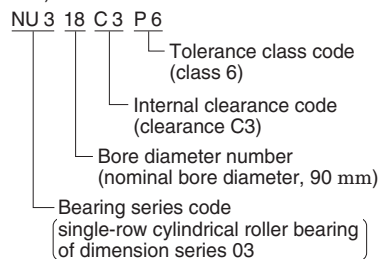 NU 3 18 C 3 P 6
Tolerance class code
(class 6)
Internal clearance code
(clearance C3)
Bore diameter number
(nominal bore diameter, 90 mm)
Bearing series code
(single-row cylindrical roller bearing
of dimension series 03)